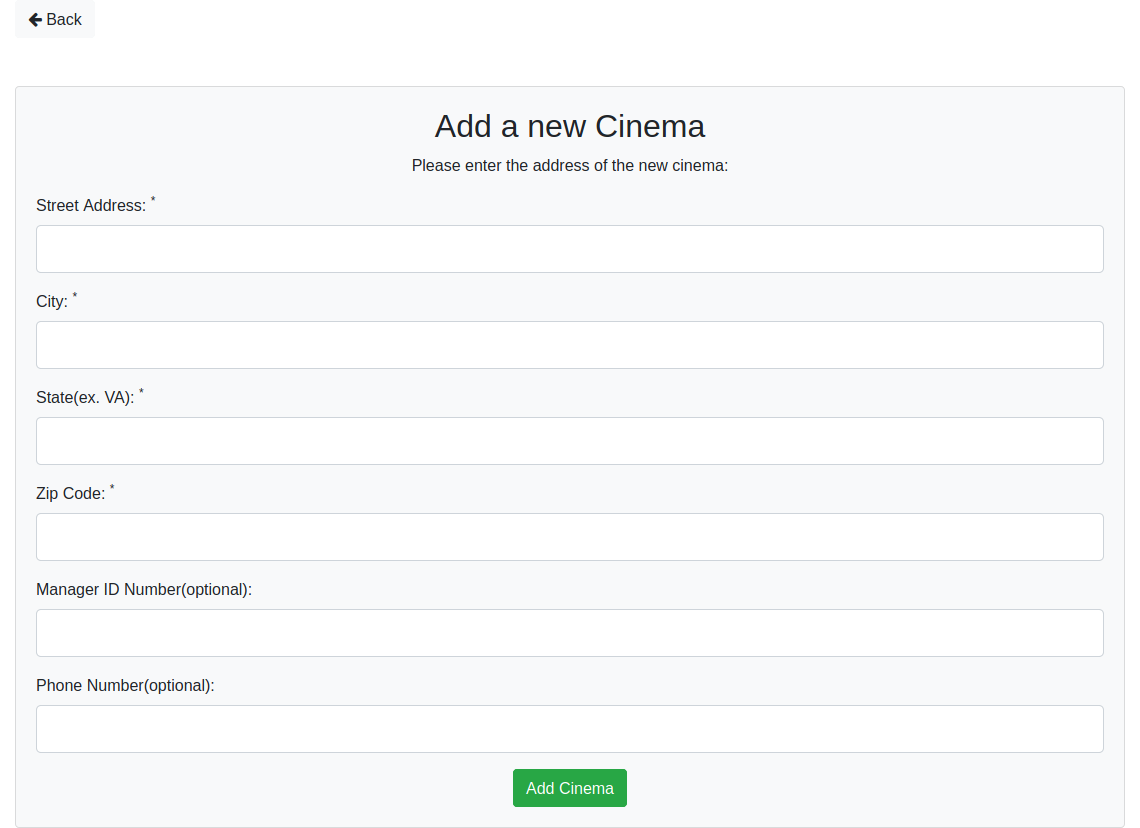 Back
Add a new Cinema
Please enter the address of the new cinema:
Street Address: *
City: *
State(ex. VA): *
Zip Code: *
Manager ID Number(optional):
Phone Number(optional):
Add Cinema